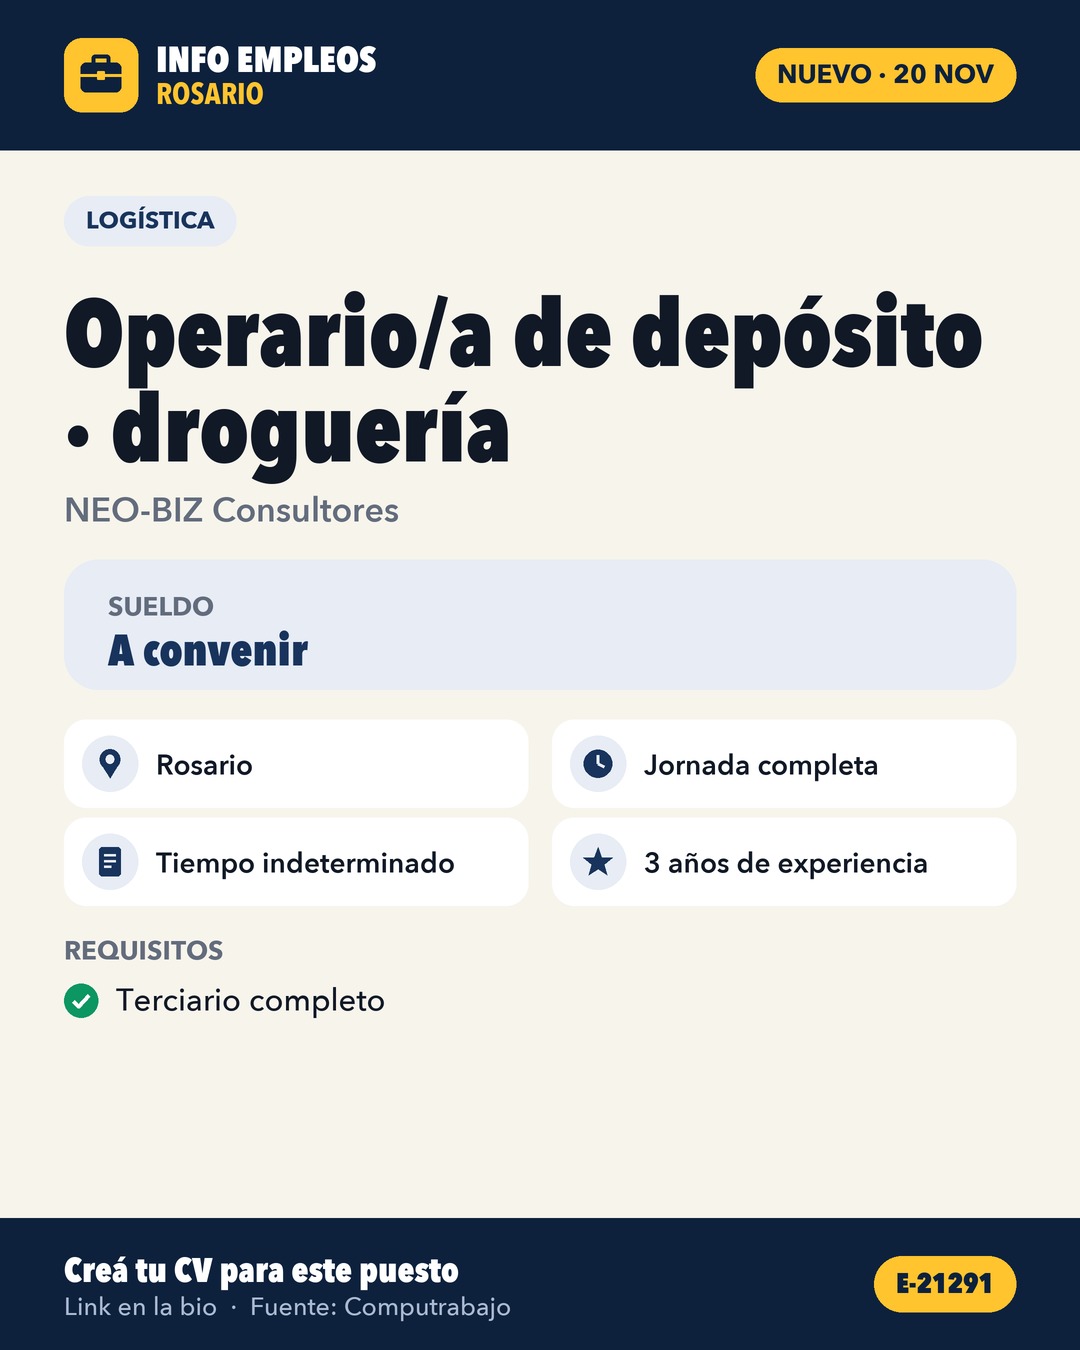 INFO EMPLEOS
ROSARIO
NUEVO · 20 NOV
LOGÍSTICA
Operario/a de depósito
· droguería
NEO-BIZ Consultores
SUELDO
A convenir
Rosario
Jornada completa
Tiempo indeterminado
3 años de experiencia
REQUISITOS
Terciario completo
Creá tu CV para este puesto
Link en la bio · Fuente: Computrabajo
E-21291